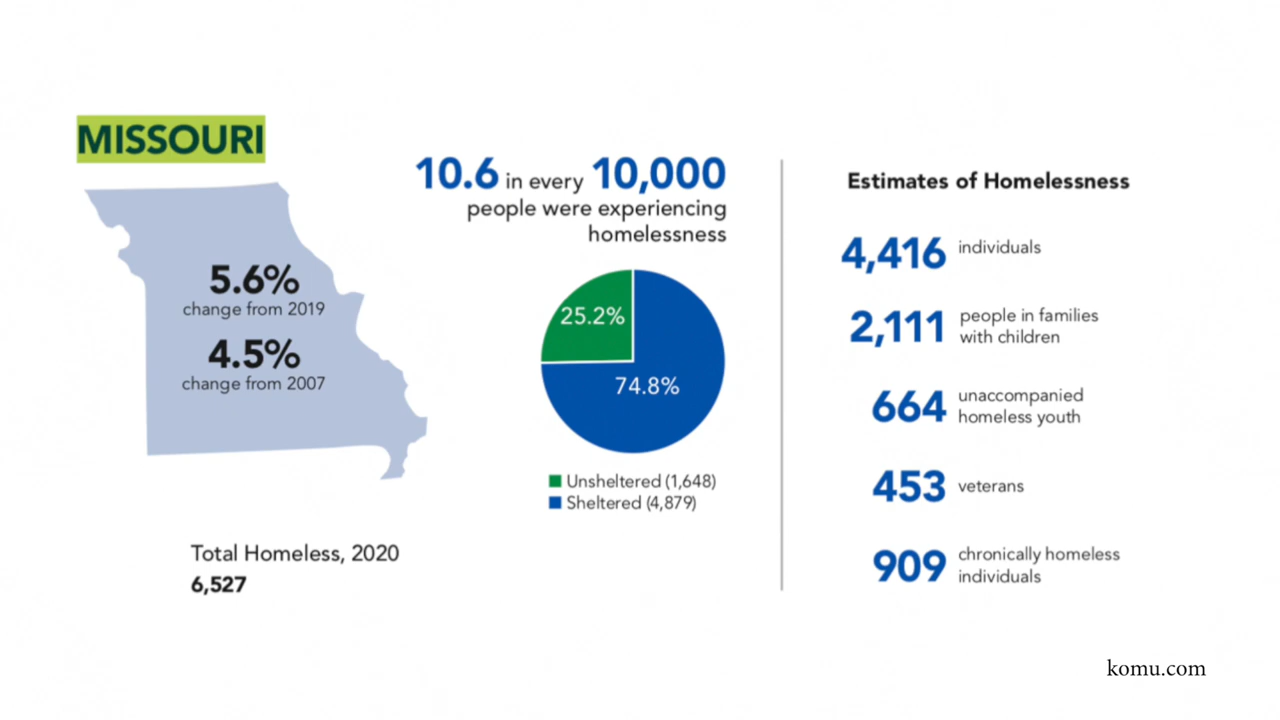 MISSOURI
5.6%
change from 2019
4.5%
change from 2007
Total Homeless, 2020
6,527
10.6 in every 10,000
people were experiencing
homelessness
25.2%
74.8%
Unsheltered (1,648)
Sheltered (4,879)
Estimates of Homelessness
4,416 individuals
2,111 people in families
with children
664 unaccompanied
homeless youth
453 veterans
909 chronically homeless
individuals
komu.com